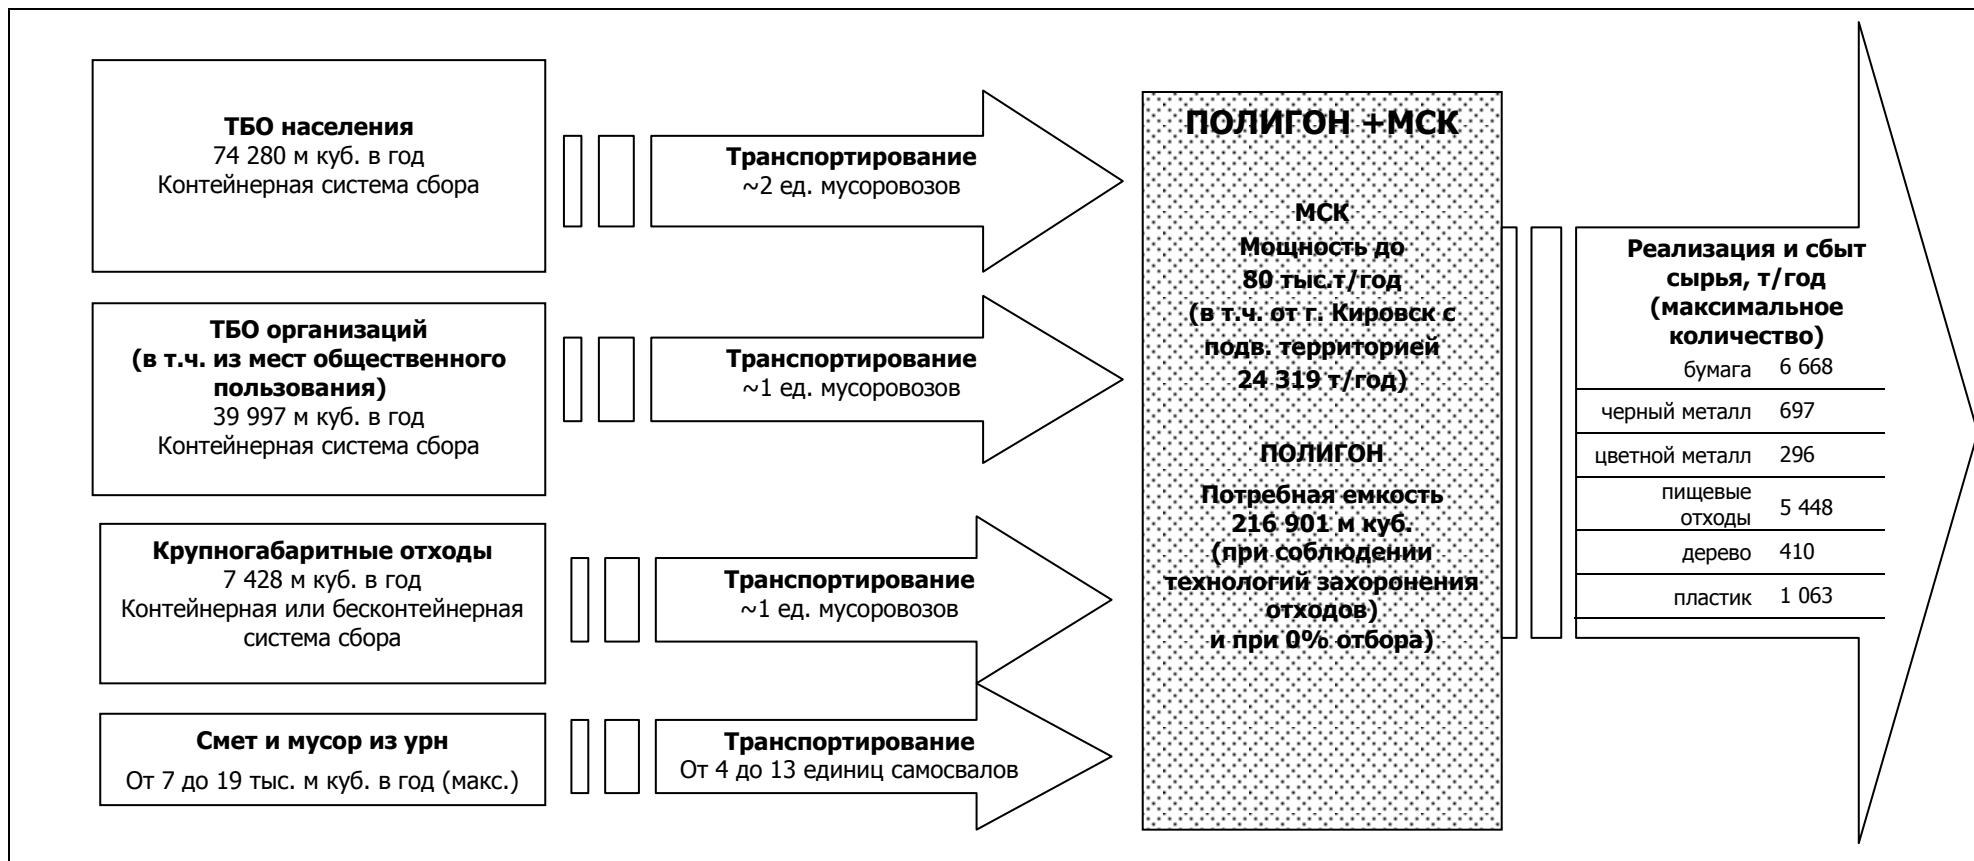 ТБО населения
74 280 м куб. в год
Контейнерная система сбора
Транспортирование
~2 ед. мусоровозов
ТБО организаций
(в т.ч. из мест общественного
пользования)
39 997 м куб. в год
Контейнерная система сбора
Транспортирование
~1 ед. мусоровозов
Крупногабаритные отходы
7 428 м куб. в год
Контейнерная или бесконтейнерная
система сбора
Транспортирование
~1 ед. мусоровозов
Смет и мусор из урн
От 7 до 19 тыс. м куб. в год (макс.)
Транспортирование
От 4 до 13 единиц самосвалов
ПОЛИГОН +МСК
МСК
Мощность до
80 тыс.т/год
(в т.ч. от г. Кировск с
подв. территорией
24 319 т/год)
ПОЛИГОН
Потребная емкость
216 901 м куб.
(при соблюдении
технологий захоронения
отходов)
и при 0% отбора)
Реализация и сбыт
сырья, т/год
(максимальное
количество)
бумага 6 668
черный металл 697
цветной металл 296
пищевые
отходы 5 448
дерево 410
пластик 1 063